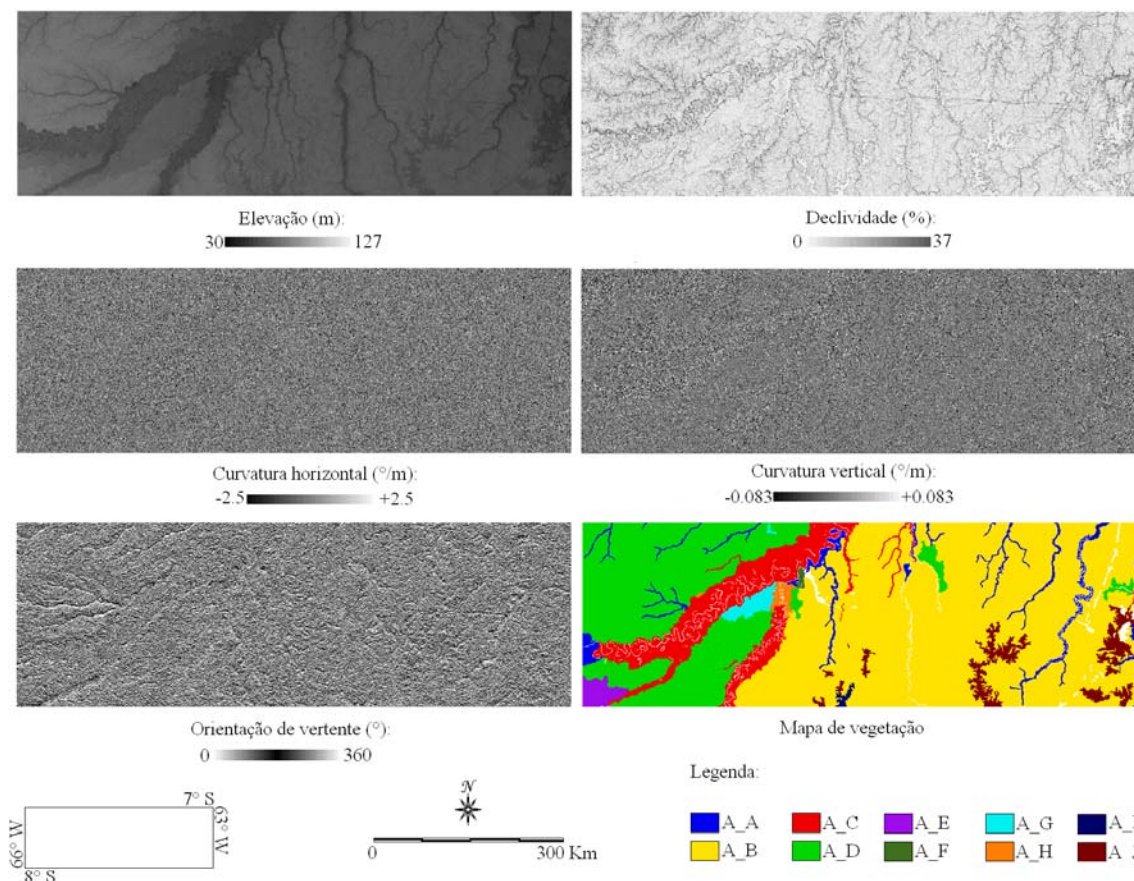 Elevação (m):
30 127
Declividade (%)
0 37
Curvatura horizontal (°/m):
-2.5 +2.5
Curvatura vertical (°/m):
-0.083 +0.083
Orientação de vertente (°):
0 360
Mapa de vegetação
Legenda:
A_A A_C A_E A_G
A_B A_D A_F A_H
7° S
66° W
63° W
8° S
N
0 300 Km